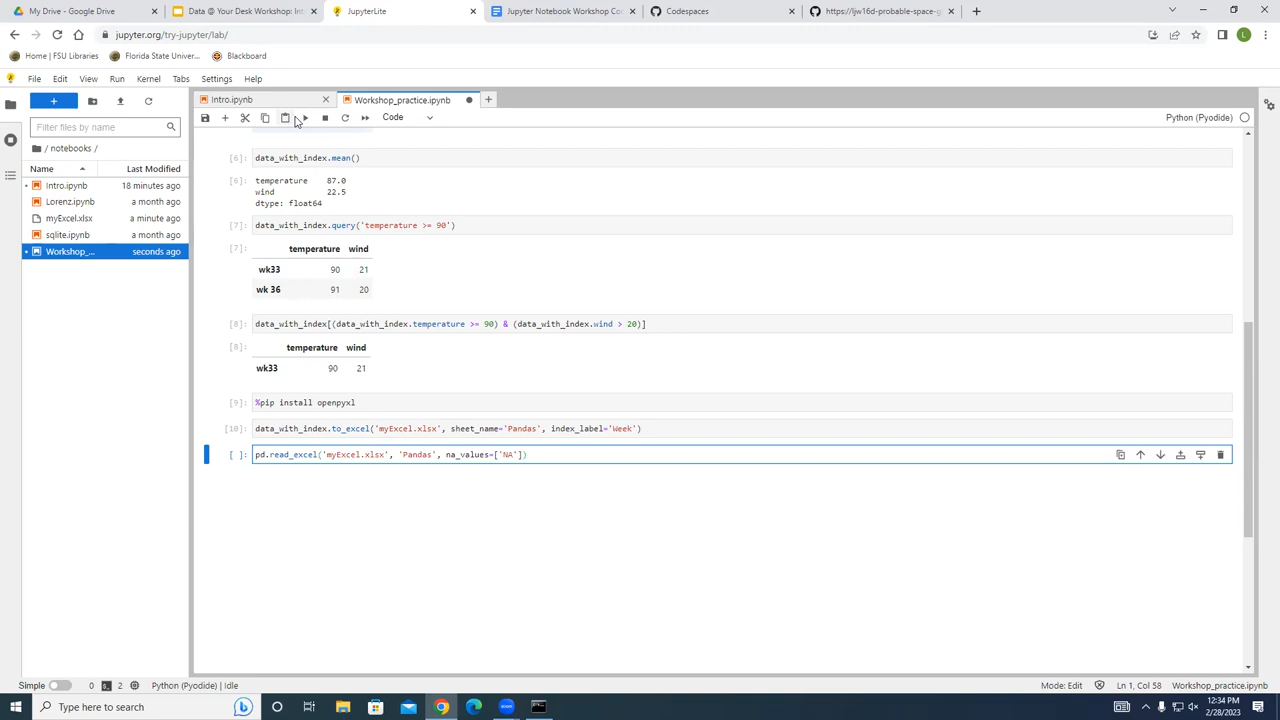 My Drive - Google Drive
Data @ Your Desk Workshop: Int
JupyterLite
Jupyter Notebook Workshop Co
Codespaces
https://ljw16d-probable-space-g
jupyter.org/try-jupyter/lab/
L
Home | FSU Libraries
Florida State Univer...
Blackboard
File Edit View Run Kernel Tabs Settings Help
Intro.ipynb
Workshop_practice.ipynb
Code
Python (Pyodide)
Filter files by name
/ notebooks /
Name Last Modified
Intro.ipynb 18 minutes ago
Lorenz.ipynb a month ago
myExcel.xlsx a minute ago
sqlite.ipynb a month ago
Workshop_... seconds ago
[6]: data_with_index.mean()
[6]: temperature 87.0
wind 22.5
dtype: float64
[7]: data_with_index.query('temperature >= 90')
[7]: temperature wind
wk33 90 21
wk 36 91 20
[8]: data_with_index[(data_with_index.temperature >= 90) & (data_with_index.wind > 20)]
[8]: temperature wind
wk33 90 21
[9]: %pip install openpyxl
[10]: data_with_index.to_excel('myExcel.xlsx', sheet_name='Pandas', index_label='Week')
[ ]: pd.read_excel('myExcel.xlsx', 'Pandas', na_values=['NA'])
Simple 0 2 Python (Pyodide) | Idle
Mode: Edit Ln 1, Col 58 Workshop_practice.ipynb
Type here to search
zoom
12:34 PM
2/28/2023